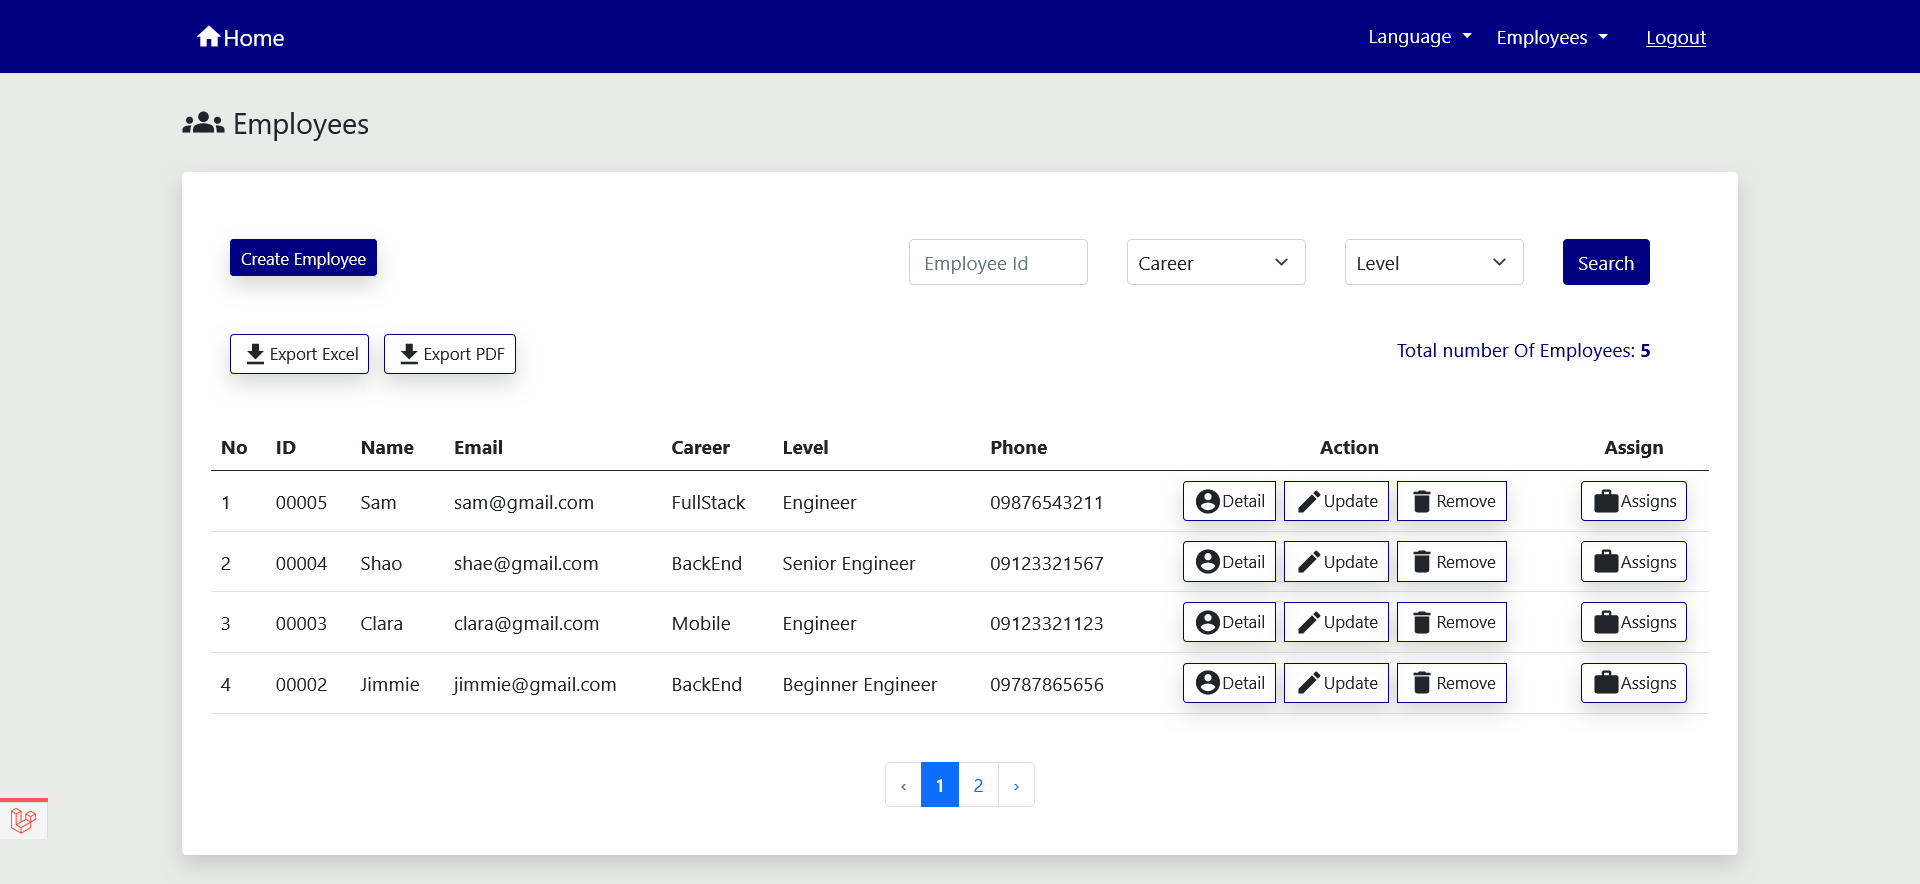 Home Language Employees Logout
Employees
Create Employee Employee Id Career Level Search
Export Excel Export PDF Total number Of Employees: 5
No ID Name Email Career Level Phone Action Assign
1 00005 Sam sam@gmail.com FullStack Engineer 09876543211 Detail Update Remove Assigns
2 00004 Shao shae@gmail.com BackEnd Senior Engineer 09123321567 Detail Update Remove Assigns
3 00003 Clara clara@gmail.com Mobile Engineer 09123321123 Detail Update Remove Assigns
4 00002 Jimmie jimmie@gmail.com BackEnd Beginner Engineer 09787865656 Detail Update Remove Assigns
‹ 1 2 ›